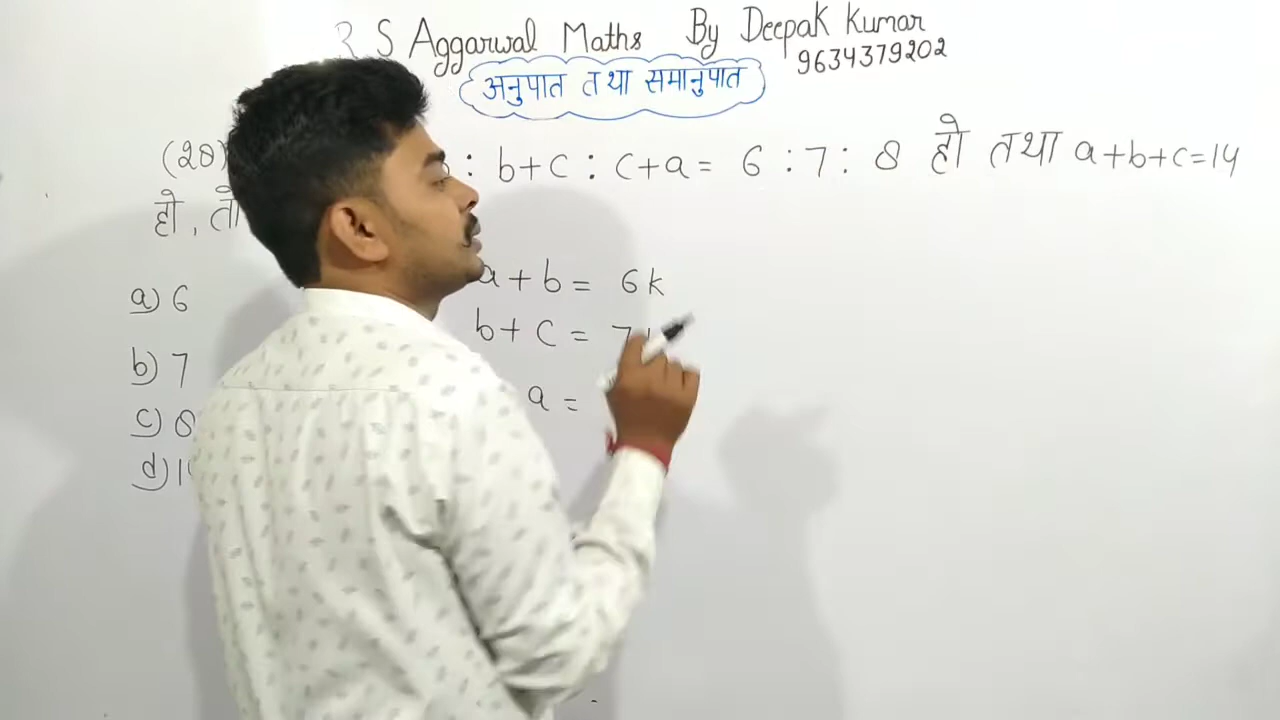 S Aggarwal Maths By Deepak Kumar
9634379202
अनुपात तथा समानुपात
(20) : b+c : c+a = 6 : 7 : 8 हो तथा a+b+c=14
हो, तो
a) 6
b) 7
c) 8
d)
a + b = 6k
b + c = 7
a =